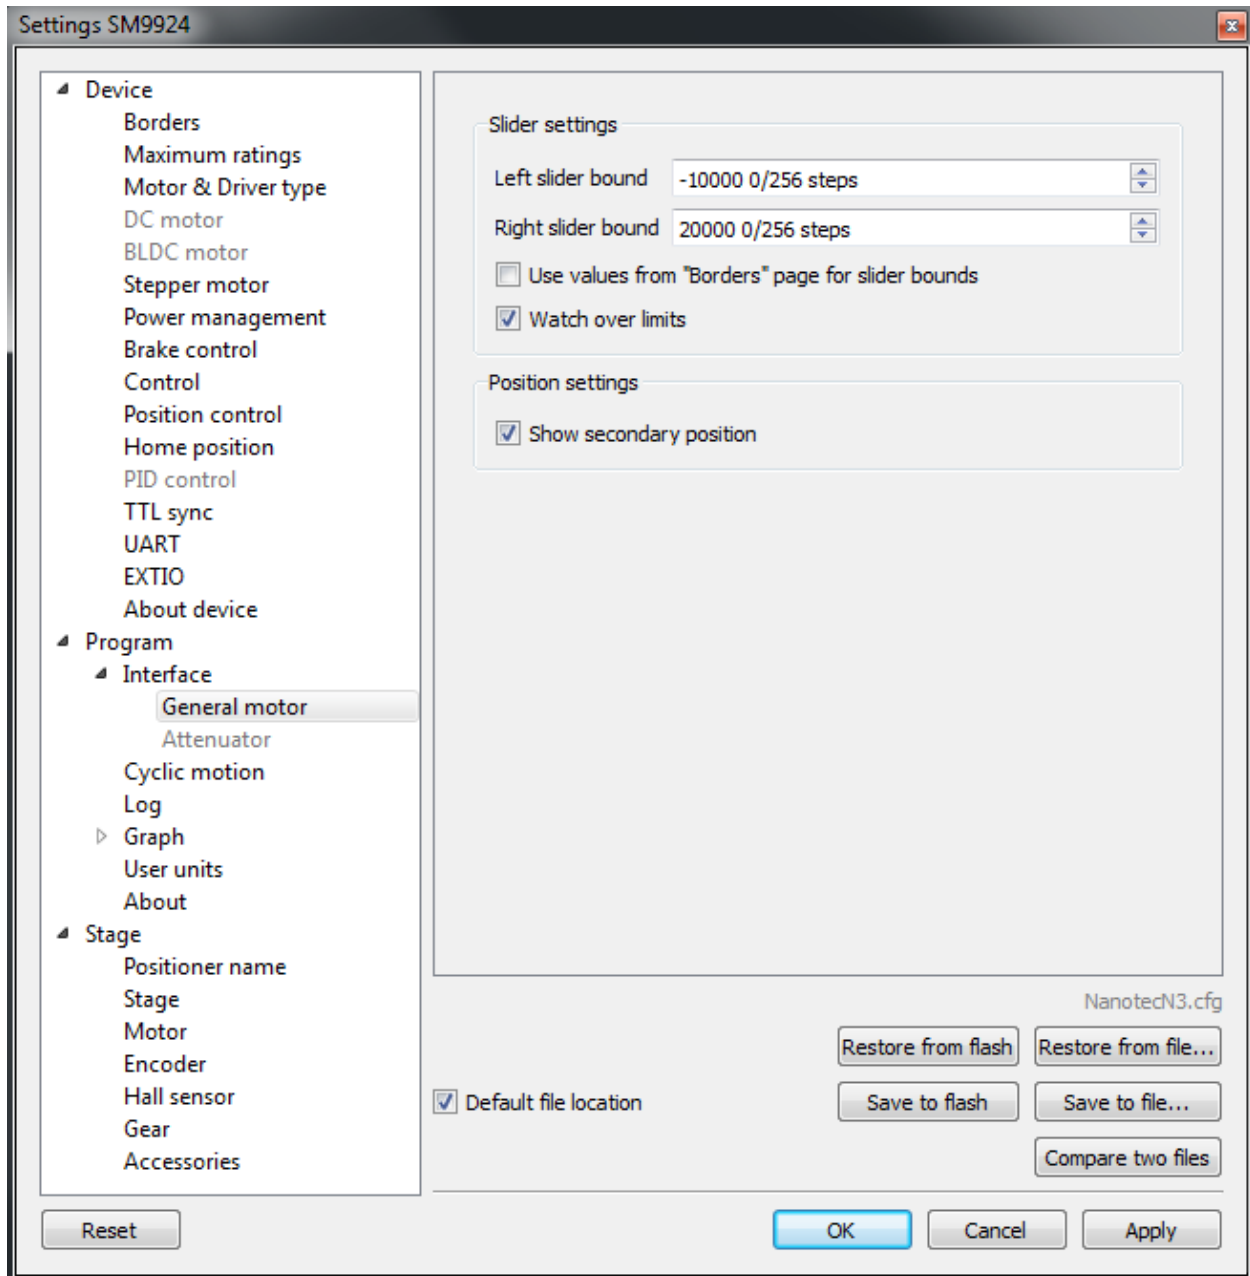 Settings SM9924
Device
Borders
Maximum ratings
Motor & Driver type
DC motor
BLDC motor
Stepper motor
Power management
Brake control
Control
Position control
Home position
PID control
TTL sync
UART
EXTIO
About device
Program
Interface
General motor
Attenuator
Cyclic motion
Log
Graph
User units
About
Stage
Positioner name
Stage
Motor
Encoder
Hall sensor
Gear
Accessories
Slider settings
Left slider bound -10000 0/256 steps
Right slider bound 20000 0/256 steps
Use values from "Borders" page for slider bounds
Watch over limits
Position settings
Show secondary position
NanotecN3.cfg
Restore from flash Restore from file...
Default file location Save to flash Save to file...
Compare two files
Reset OK Cancel Apply